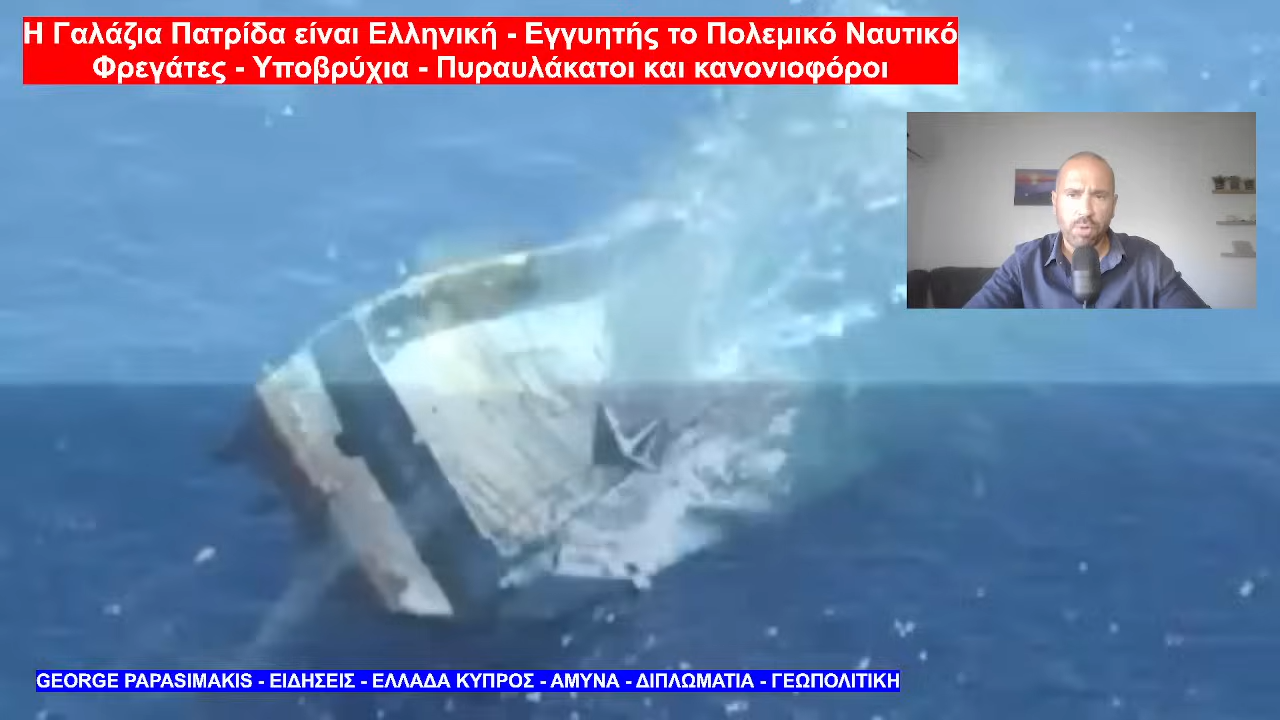 Η Γαλάζια Πατρίδα είναι Ελληνική - Εγγυητής το Πολεμικό Ναυτικό
Φρεγάτες - Υποβρύχια - Πυραυλάκατοι και κανονιοφόροι
GEORGE PAPASIMAKIS - ΕΙΔΗΣΕΙΣ - ΕΛΛΑΔΑ ΚΥΠΡΟΣ - ΑΜΥΝΑ - ΔΙΠΛΩΜΑΤΙΑ - ΓΕΩΠΟΛΙΤΙΚΗ